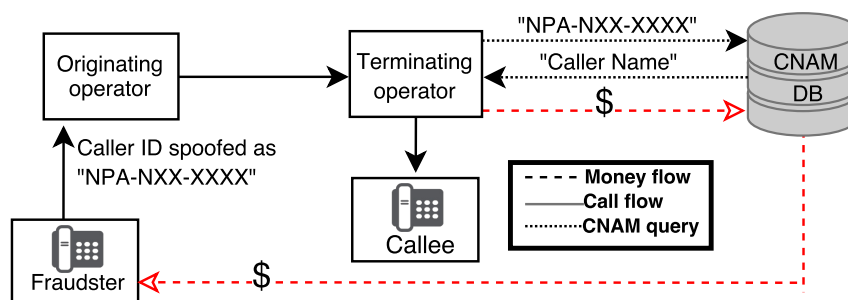 Originating
operator
Terminating
operator
"NPA-NXX-XXXX"
"Caller Name"
$
CNAM
DB
Caller ID spoofed as
"NPA-NXX-XXXX"
Callee
Money flow
Call flow
CNAM query
Fraudster
$